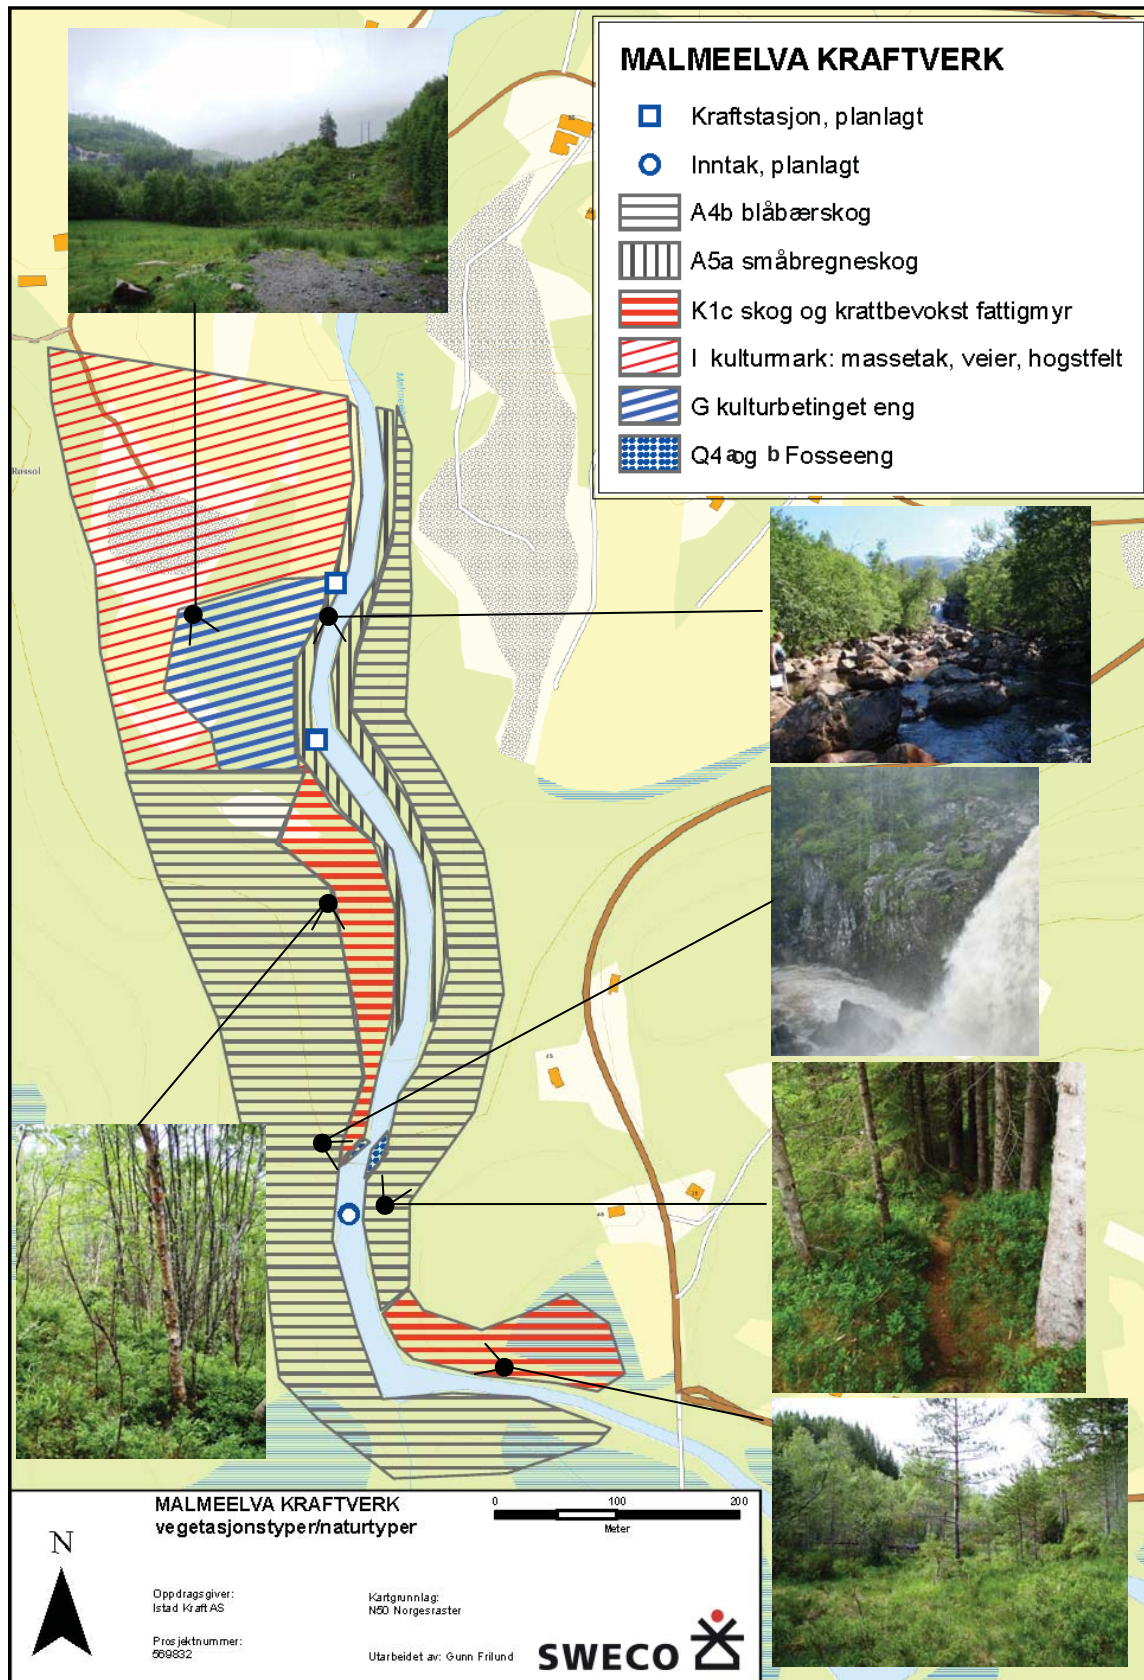 MALMEELVA KRAFTVERK
Kraftstasjon, planlagt
Inntak, planlagt
A4b blåbærskog
A5a småbregneskog
K1c skog og krattbevokst fattigmyr
I kulturmark: massetak, veier, hogstfelt
G kulturbetinget eng
Q4 a og b Fosseeng
Røssol
MALMEELVA KRAFTVERK
vegetasjonstyper/naturtyper
0 100 200
Meter
N
Oppdragsgiver:
Istad Kraft AS
Kartgrunnlag:
N50 Norgesraster
Prosjektnummer:
569832
Utarbeidet av: Gunn Frilund
SWECO